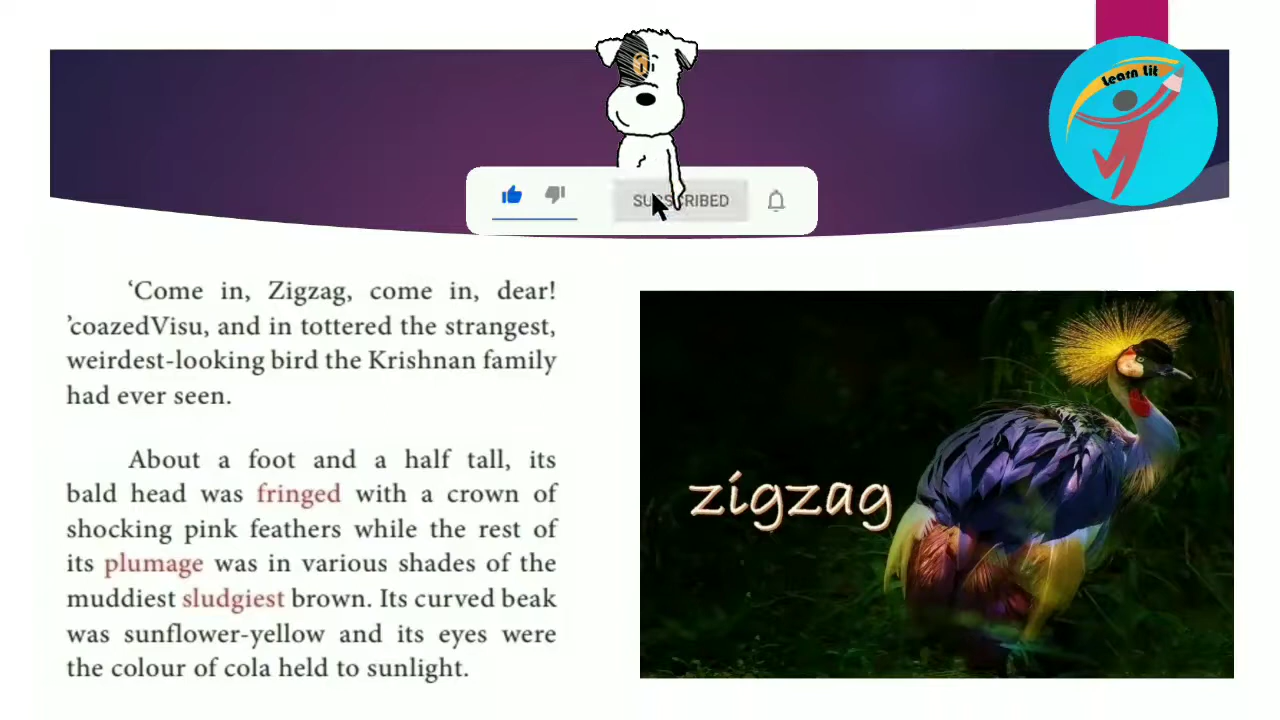 Learn Lit
SUBSCRIBED
‘Come in, Zigzag, come in, dear!
’coazedVisu, and in tottered the strangest,
weirdest-looking bird the Krishnan family
had ever seen.
About a foot and a half tall, its
bald head was fringed with a crown of
shocking pink feathers while the rest of
its plumage was in various shades of the
muddiest sludgiest brown. Its curved beak
was sunflower-yellow and its eyes were
the colour of cola held to sunlight.
zigzag